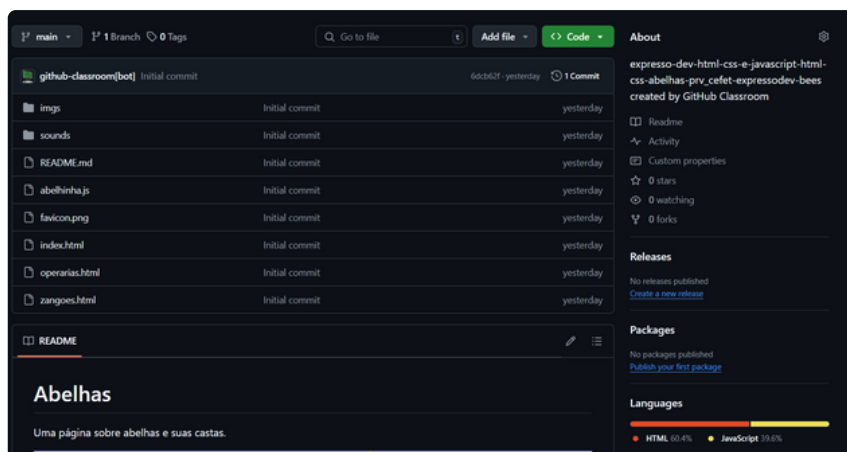 main 1 Branch 0 Tags Go to file t Add file Code
github-classroom[bot] Initial commit 6dcb62f · yesterday 1 Commit
imgs Initial commit yesterday
sounds Initial commit yesterday
README.md Initial commit yesterday
abelhinha.js Initial commit yesterday
favicon.png Initial commit yesterday
index.html Initial commit yesterday
operarias.html Initial commit yesterday
zangoes.html Initial commit yesterday
README
Abelhas
Uma página sobre abelhas e suas castas.
About
expresso-dev-html-css-e-javascript-html-
css-abelhas-prv_cefet-expressodev-bees
created by GitHub Classroom
Readme
Activity
Custom properties
0 stars
0 watching
0 forks
Releases
No releases published
Create a new release
Packages
No packages published
Publish your first package
Languages
HTML 60.4% JavaScript 39.6%